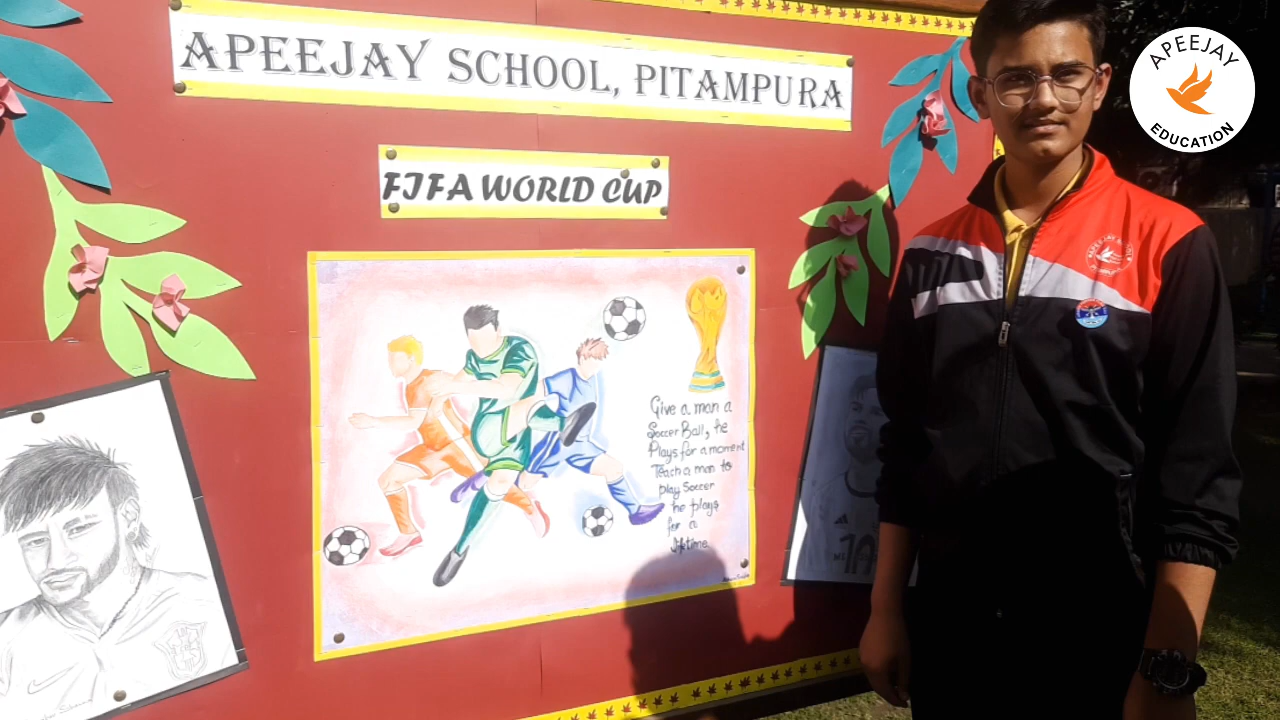 APEEJAY SCHOOL, PITAMPURA
FIFA WORLD CUP
Give a man a
Soccer Ball, he
Plays for a moment
Teach a man to
play Soccer
he plays
for a
lifetime
10
APEEJAY
EDUCATION